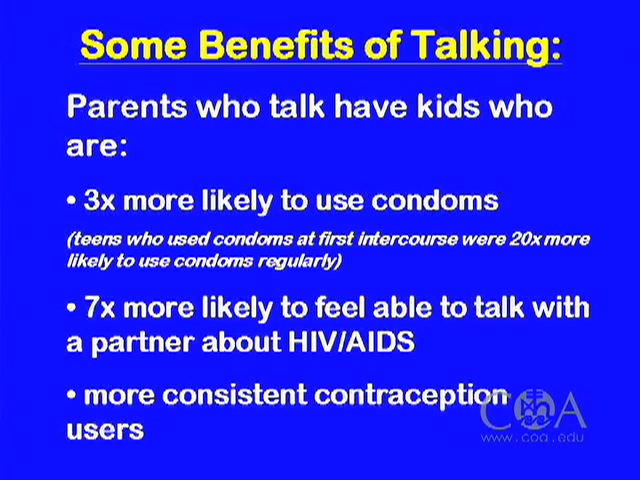 Some Benefits of Talking:
Parents who talk have kids who
are:
• 3x more likely to use condoms
(teens who used condoms at first intercourse were 20x more
likely to use condoms regularly)
• 7x more likely to feel able to talk with
a partner about HIV/AIDS
• more consistent contraception
users
COA
www.coa.edu